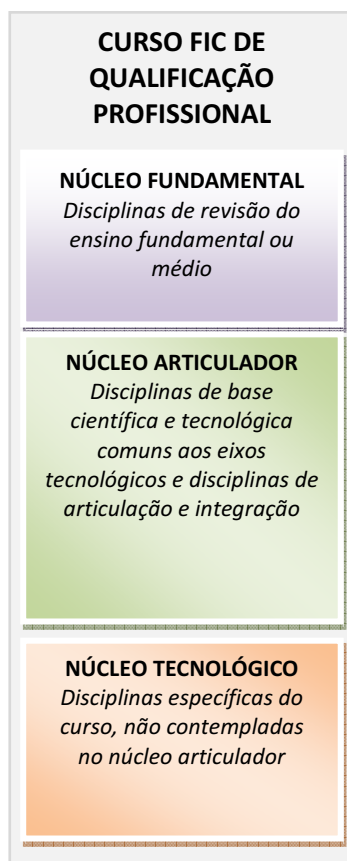 CURSO FIC DE
QUALIFICAÇÃO
PROFISSIONAL
NÚCLEO FUNDAMENTAL
Disciplinas de revisão do
ensino fundamental ou
médio
NÚCLEO ARTICULADOR
Disciplinas de base
científica e tecnológica
comuns aos eixos
tecnológicos e disciplinas de
articulação e integração
NÚCLEO TECNOLÓGICO
Disciplinas específicas do
curso, não contempladas
no núcleo articulador